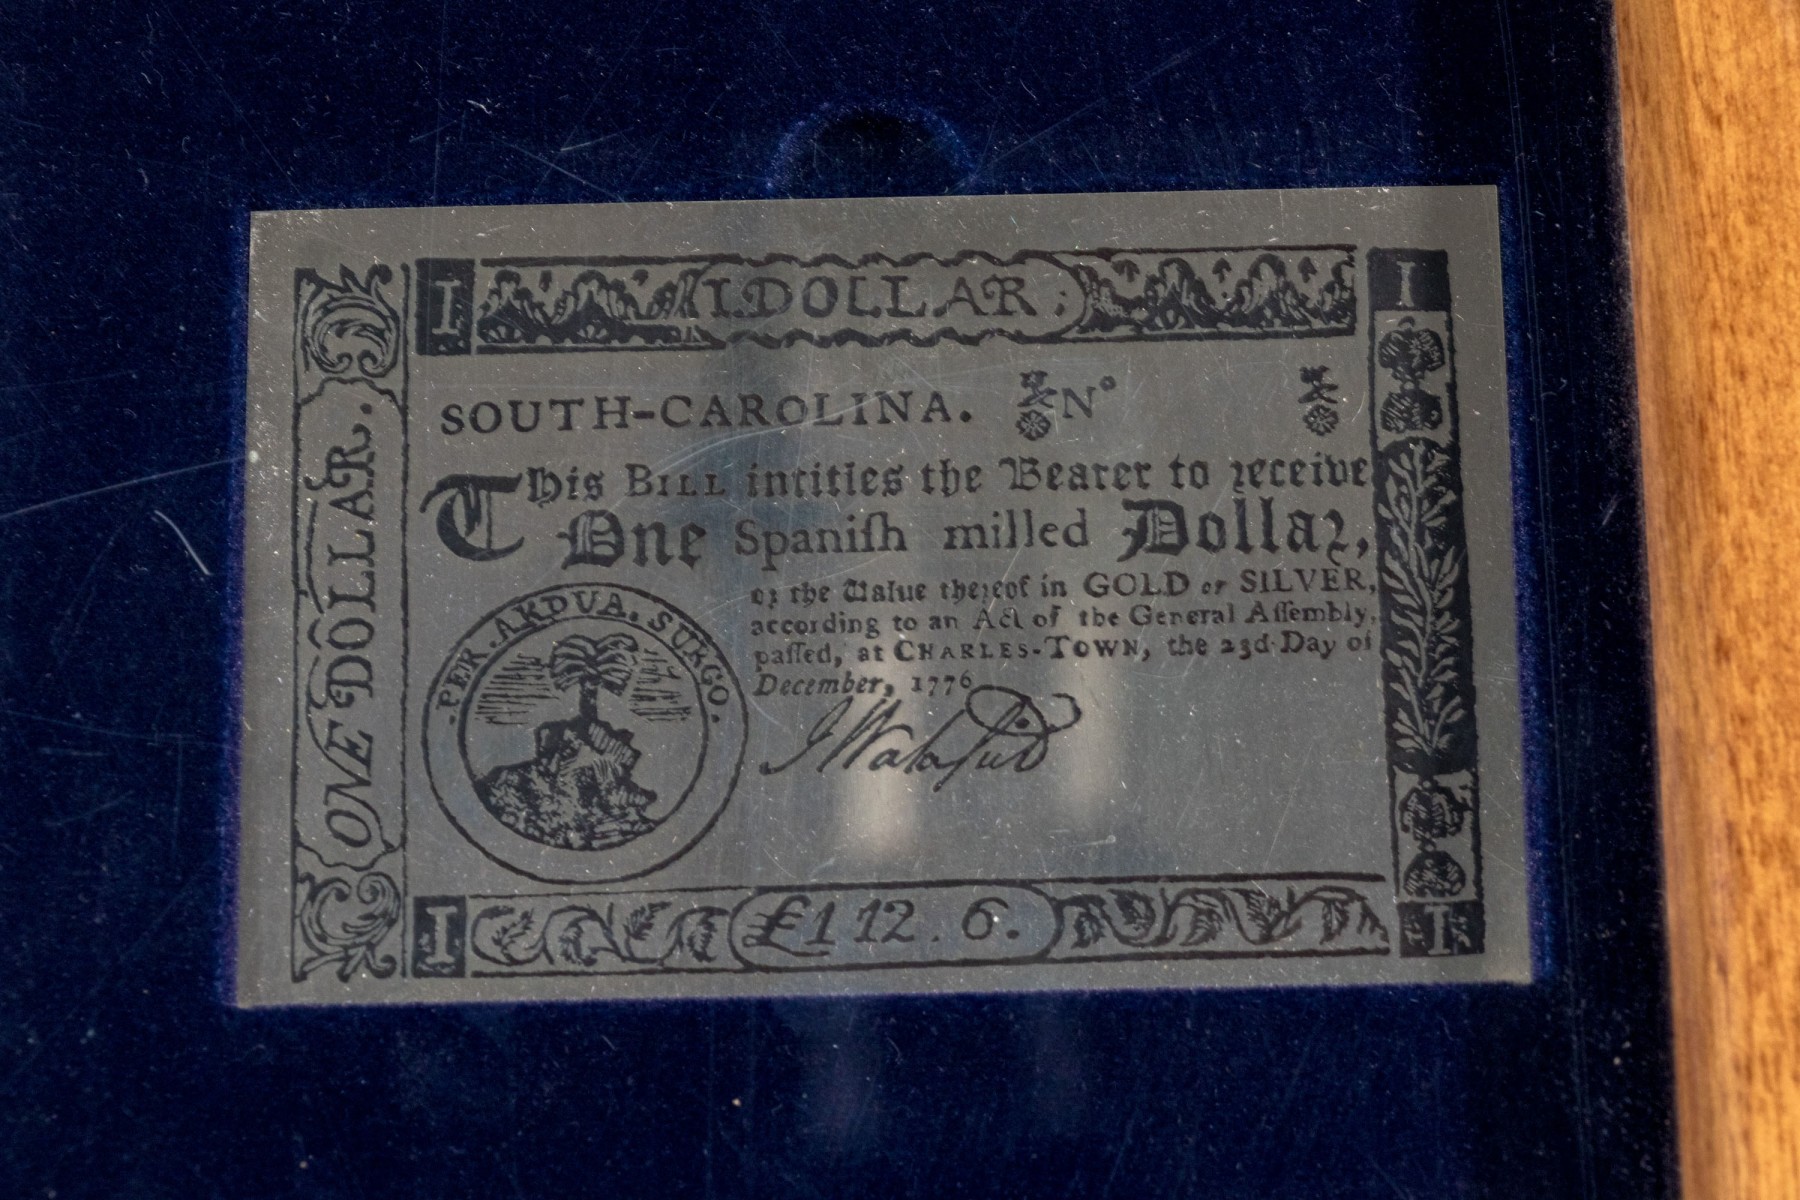 I I.DOLLAR. I
SOUTH-CAROLINA. N°
This BILL intitles the Bearer to receive
One Spaniſh milled Dollar,
or the Value thereof in GOLD or SILVER,
according to an Act of the General Aſſembly,
paſſed, at CHARLES-TOWN, the 23d Day of
December, 1776
ONE DOLLAR.
.PER.ARDVA.SURGO.
I £1 12. 6. I